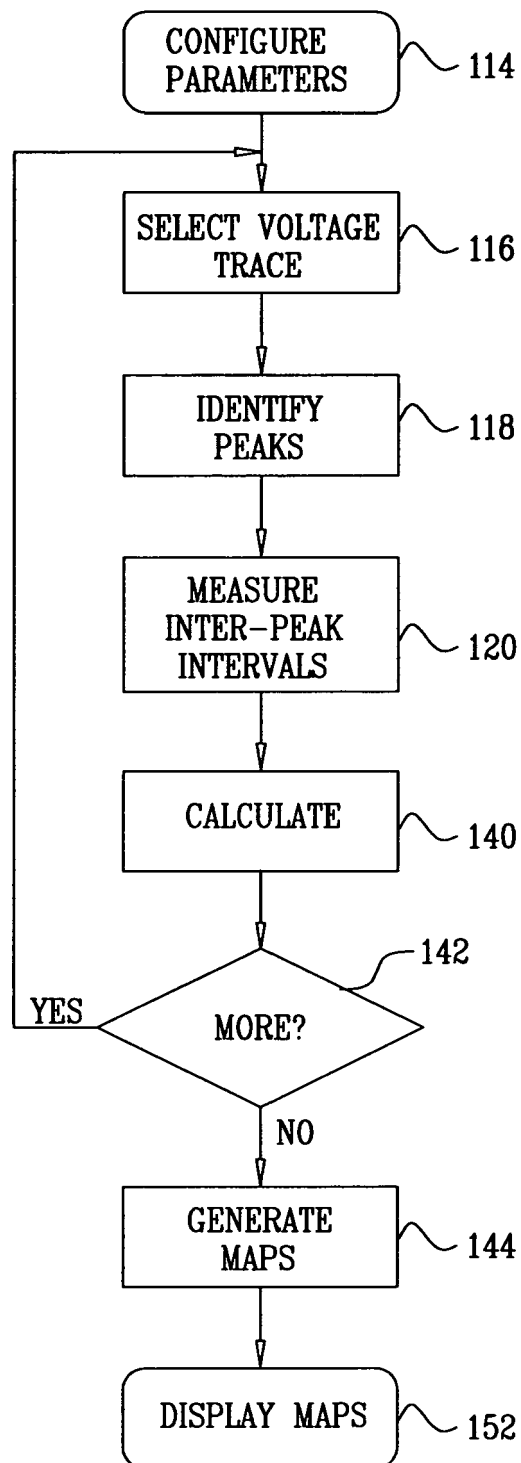 CONFIGURE
PARAMETERS
114
SELECT VOLTAGE
TRACE
116
IDENTIFY
PEAKS
118
MEASURE
INTER-PEAK
INTERVALS
120
CALCULATE
140
142
MORE?
YES
NO
GENERATE
MAPS
144
DISPLAY MAPS
152